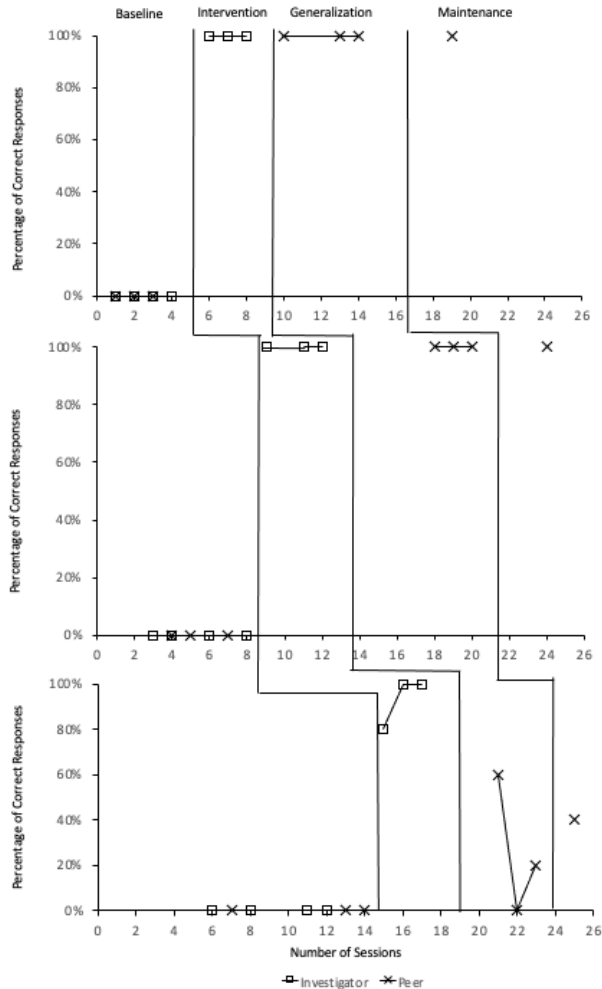 Baseline Intervention Generalization Maintenance
Percentage of Correct Responses
100%
80%
60%
40%
20%
0%
0 2 4 6 8 10 12 14 16 18 20 22 24 26
Percentage of Correct Responses
100%
80%
60%
40%
20%
0%
0 2 4 6 8 10 12 14 16 18 20 22 24 26
Percentage of Correct Responses
100%
80%
60%
40%
20%
0%
0 2 4 6 8 10 12 14 16 18 20 22 24 26
Number of Sessions
Investigator Peer